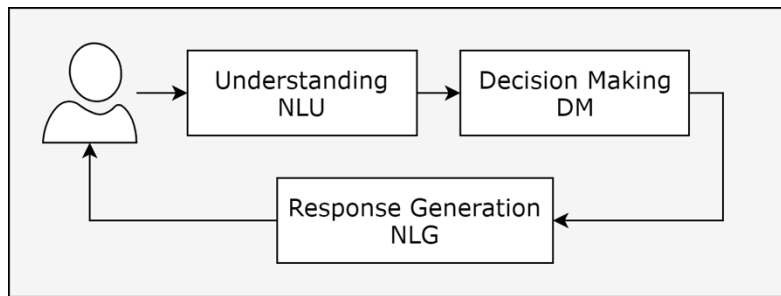 Understanding
NLU
Decision Making
DM
Response Generation
NLG